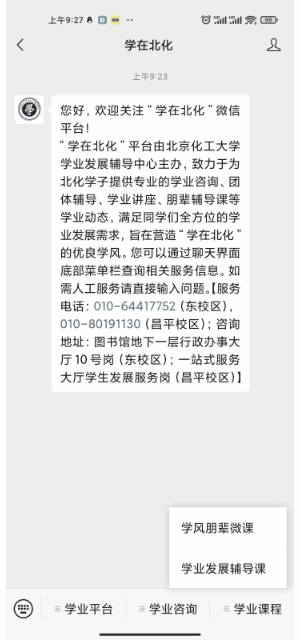 上午9:27
98
学在北化
上午9:23
您好，欢迎关注“学在北化”微信
平台！
“学在北化”平台由北京化工大学
学业发展辅导中心主办，致力于为
北化学子提供专业的学业咨询、团
体辅导、学业讲座、朋辈辅导课等
学业动态，满足同学们全方位的学
业发展需求，旨在营造“学在北化”
的优良学风。您可以通过聊天界面
底部菜单栏查询相关服务信息。如
需人工服务请直接输入问题。【服务
电话：010-64417752（东校区），
010-80191130（昌平校区）；咨询
地址：图书馆地下一层行政办事大
厅10号岗（东校区）；一站式服务
大厅学生发展服务岗（昌平校区）】
学风朋辈微课
学业发展辅导课
学业平台
学业咨询
学业课程